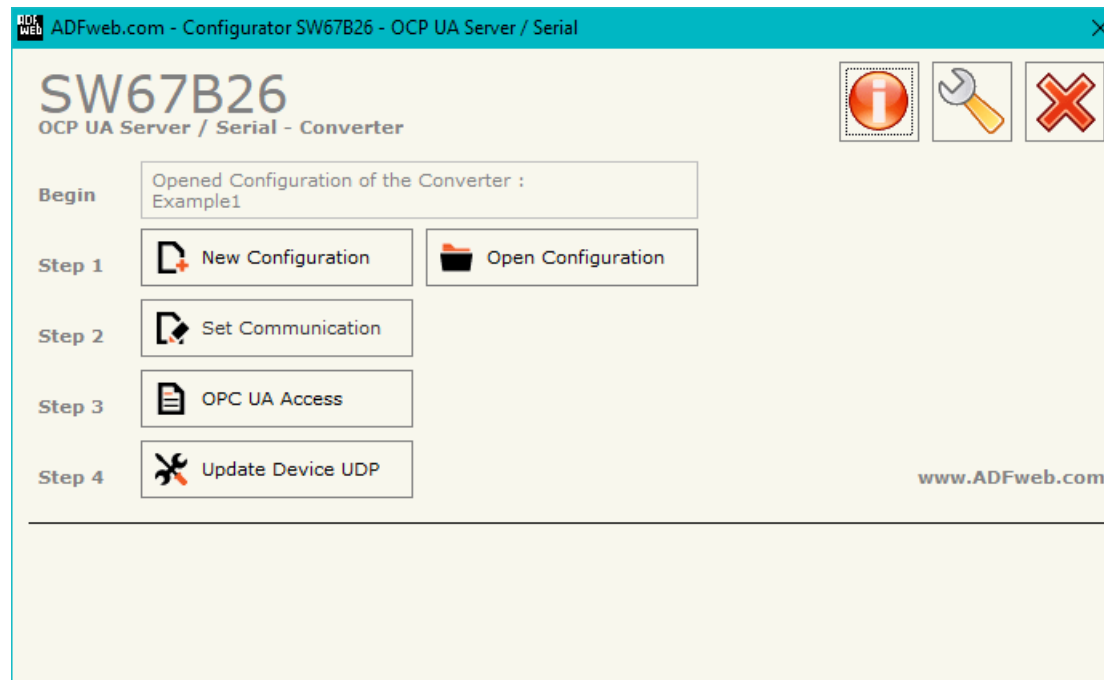 ADF WEB ADFweb.com - Configurator SW67B26 - OCP UA Server / Serial
SW67B26
OCP UA Server / Serial - Converter
Begin
Opened Configuration of the Converter :
Example1
Step 1
New Configuration
Open Configuration
Step 2
Set Communication
Step 3
OPC UA Access
Step 4
Update Device UDP
www.ADFweb.com